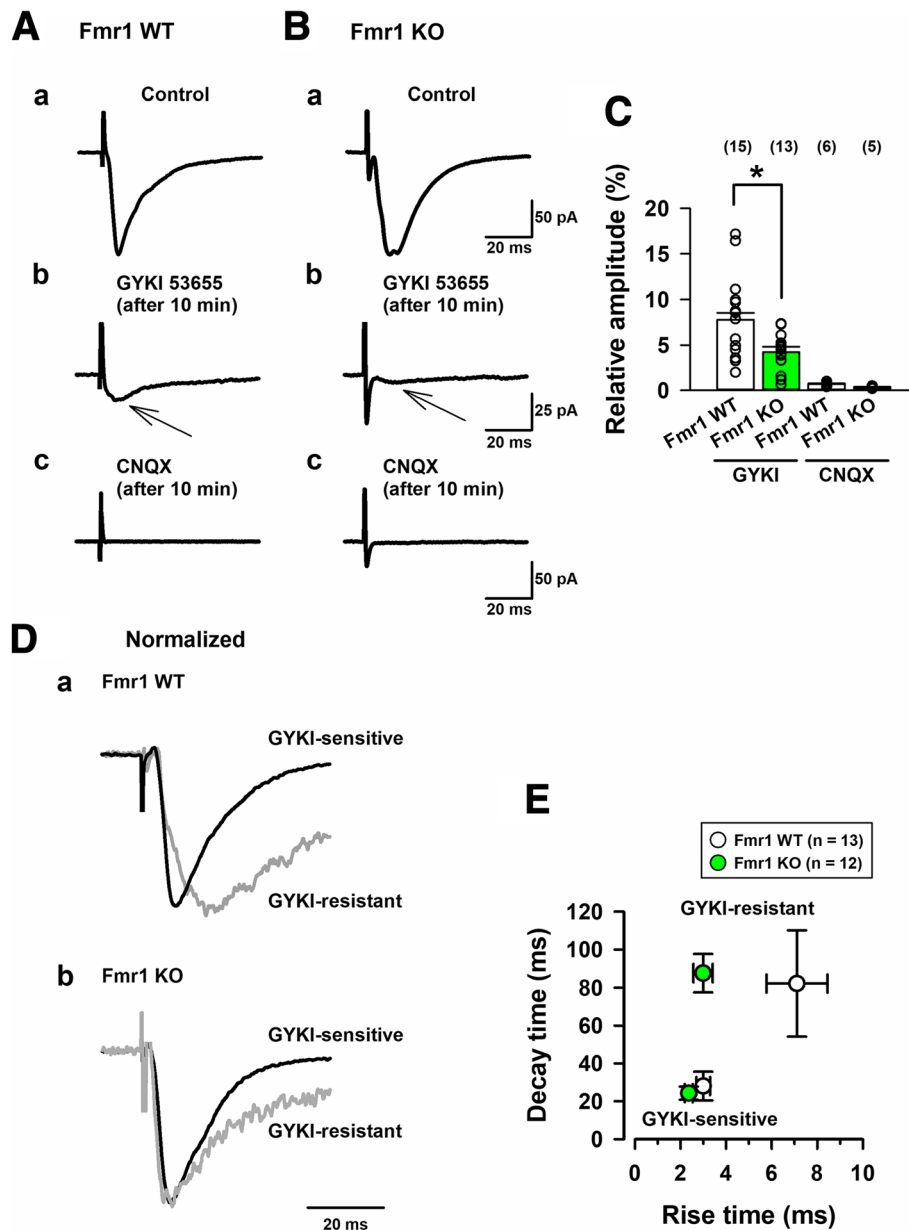 A Fmr1 WT
B Fmr1 KO
a Control
a Control
50 pA
20 ms
b GYKI 53655
(after 10 min)
b GYKI 53655
(after 10 min)
25 pA
20 ms
c CNQX
(after 10 min)
c CNQX
(after 10 min)
50 pA
20 ms
C
(15) (13) (6) (5)
*
Relative amplitude (%)
20
15
10
5
0
Fmr1 WT
Fmr1 KO
Fmr1 WT
Fmr1 KO
GYKI CNQX
D Normalized
a Fmr1 WT
GYKI-sensitive
GYKI-resistant
b Fmr1 KO
GYKI-sensitive
GYKI-resistant
20 ms
E
Fmr1 WT (n = 13)
Fmr1 KO (n = 12)
Decay time (ms)
120
100
80
60
40
20
0
GYKI-resistant
GYKI-sensitive
0 2 4 6 8 10
Rise time (ms)